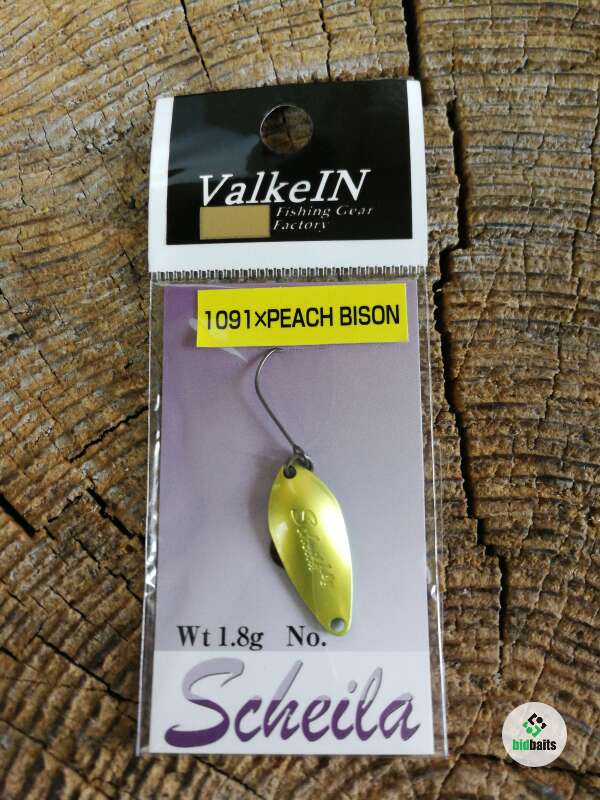 ValkeIN
Fishing Gear
Factory
1091×PEACH BISON
Scheila
Wt 1.8g No.
Scheila
bidbaits